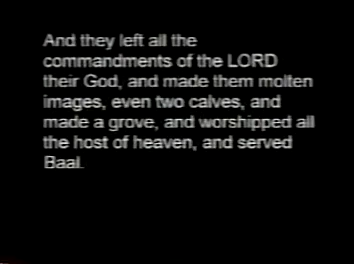 And they left all the
commandments of the LORD
their God, and made them molten
images, even two calves, and
made a grove, and worshipped all
the host of heaven, and served
Baal.